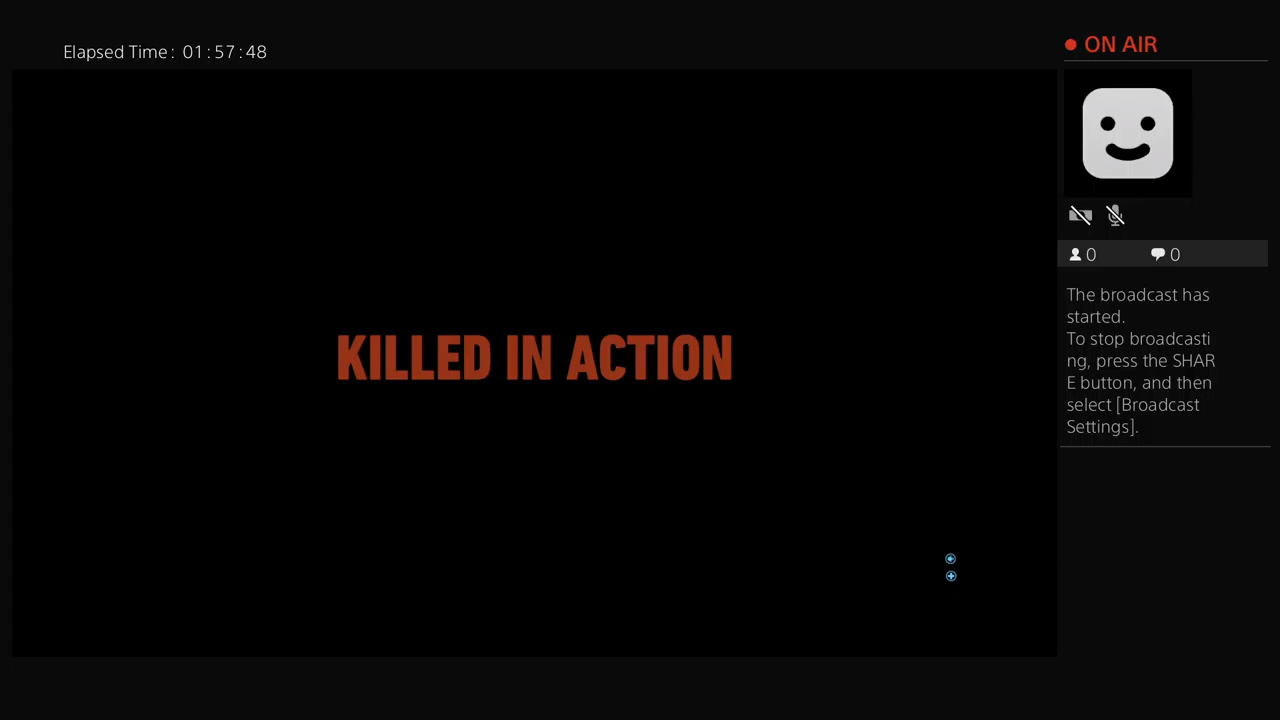 Elapsed Time: 01:57:48
ON AIR
0 0
The broadcast has
started.
To stop broadcasti
ng, press the SHAR
E button, and then
select [Broadcast
Settings].
KILLED IN ACTION